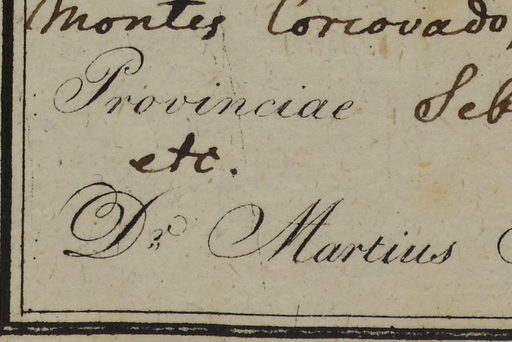 Montes Corcovado,
Provinciae Seb
etc.
Dr. Martius